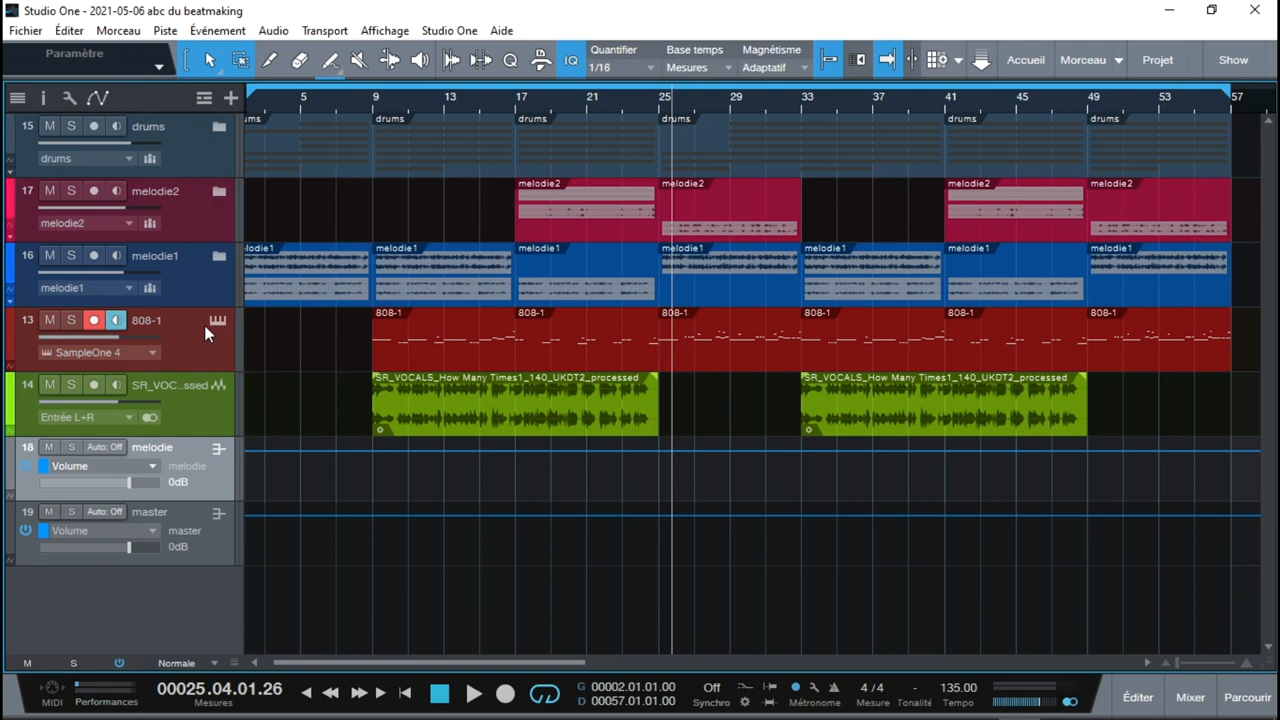 Studio One - 2021-05-06 abc du beatmaking
Fichier Éditer Morceau Piste Événement Audio Transport Affichage Studio One Aide
Paramètre
IQ
Quantifier Base temps Magnétisme
1/16 Mesures Adaptatif
Accueil Morceau Projet Show
5 9 13 17 21 25 29 33 37 41 45 49 53 57
15 M S drums
drums
ums drums drums drums drums drums
17 M S melodie2
melodie2
melodie2 melodie2 melodie2 melodie2
16 M S melodie1
melodie1
elodie1 melodie1 melodie1 melodie1 melodie1 melodie1 melodie1
13 M S 808-1
SampleOne 4
808-1 808-1 808-1 808-1 808-1 808-1
14 M S SR_VOC..ssed
Entrée L+R
SR_VOCALS_How Many Times1_140_UKDT2_processed SR_VOCALS_How Many Times1_140_UKDT2_processed
18 M S Auto: Off melodie
Volume melodie
0dB
19 M S Auto: Off master
Volume master
0dB
M S Normale
MIDI Performances
00025.04.01.26
Mesures
G 00002.01.01.00
D 00057.01.01.00
Off
Synchro
Métronome
4 / 4
Mesure
-
Tonalité
135.00
Tempo
Éditer Mixer Parcourir